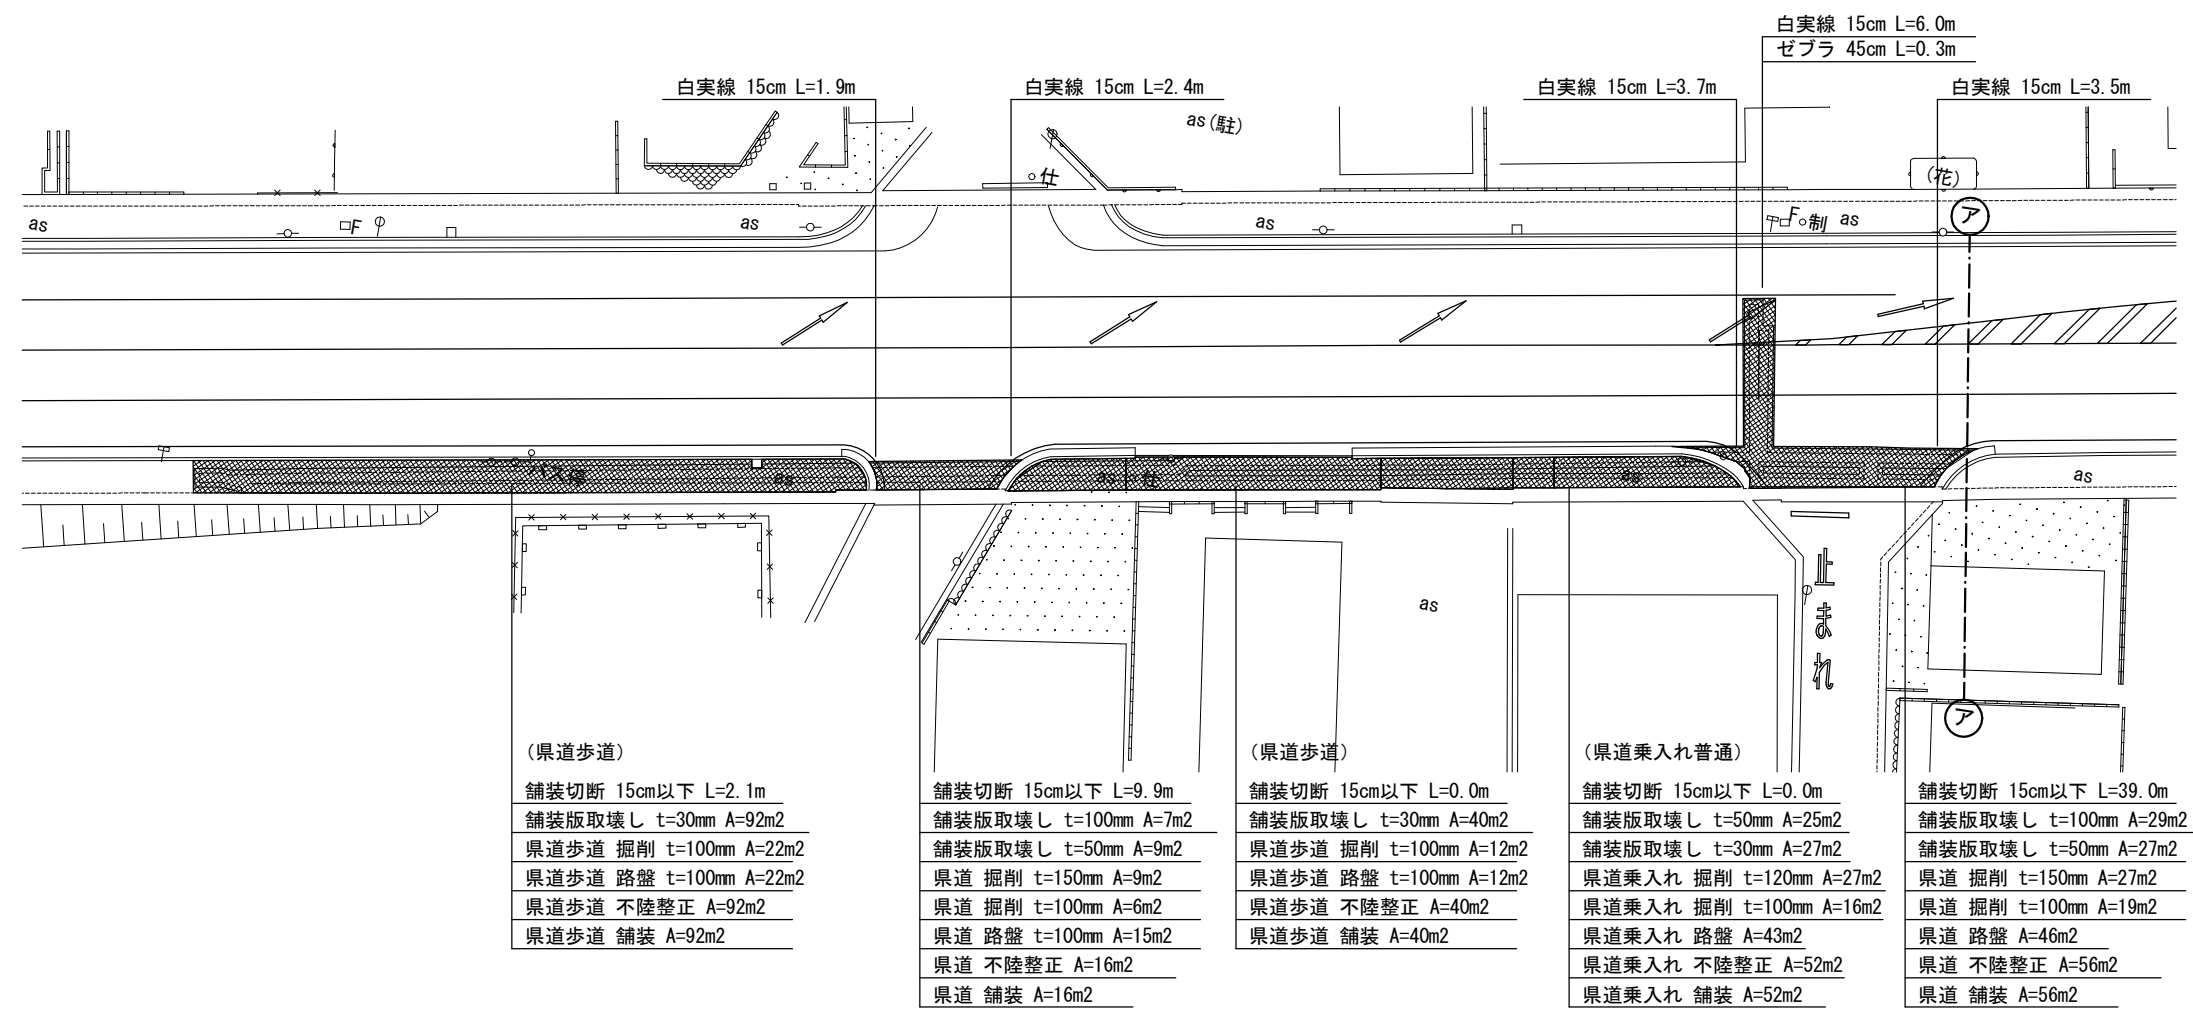 白実線 15cm L=6.0m
ゼブラ 45cm L=0.3m
白実線 15cm L=1.9m
白実線 15cm L=2.4m
白実線 15cm L=3.7m
白実線 15cm L=3.5m
as(駐)
仕
(花)
as
F
as
as
F
制
as
ア
バス停
as
as
仕
as
as
as
止まれ
ア
(県道歩道)
舗装切断 15cm以下 L=2.1m
舗装版取壊し t=30mm A=92m2
県道歩道 掘削 t=100mm A=22m2
県道歩道 路盤 t=100mm A=22m2
県道歩道 不陸整正 A=92m2
県道歩道 舗装 A=92m2
舗装切断 15cm以下 L=9.9m
舗装版取壊し t=100mm A=7m2
舗装版取壊し t=50mm A=9m2
県道 掘削 t=150mm A=9m2
県道 掘削 t=100mm A=6m2
県道 路盤 t=100mm A=15m2
県道 不陸整正 A=16m2
県道 舗装 A=16m2
(県道歩道)
舗装切断 15cm以下 L=0.0m
舗装版取壊し t=30mm A=40m2
県道歩道 掘削 t=100mm A=12m2
県道歩道 路盤 t=100mm A=12m2
県道歩道 不陸整正 A=40m2
県道歩道 舗装 A=40m2
(県道乗入れ普通)
舗装切断 15cm以下 L=0.0m
舗装版取壊し t=50mm A=25m2
舗装版取壊し t=30mm A=27m2
県道乗入れ 掘削 t=120mm A=27m2
県道乗入れ 掘削 t=100mm A=16m2
県道乗入れ 路盤 A=43m2
県道乗入れ 不陸整正 A=52m2
県道乗入れ 舗装 A=52m2
舗装切断 15cm以下 L=39.0m
舗装版取壊し t=100mm A=29m2
舗装版取壊し t=50mm A=27m2
県道 掘削 t=150mm A=27m2
県道 掘削 t=100mm A=19m2
県道 路盤 A=46m2
県道 不陸整正 A=56m2
県道 舗装 A=56m2